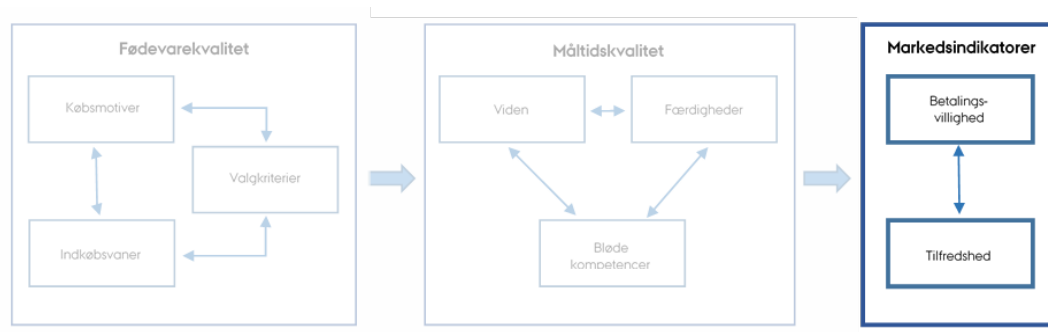 Fødevarekvalitet
Købsmotiver
Valgkriterier
Indkøbsvaner
Måltidskvalitet
Viden
Færdigheder
Bløde
kompetencer
Markedsindikatorer
Betalings-
villighed
Tilfredshed